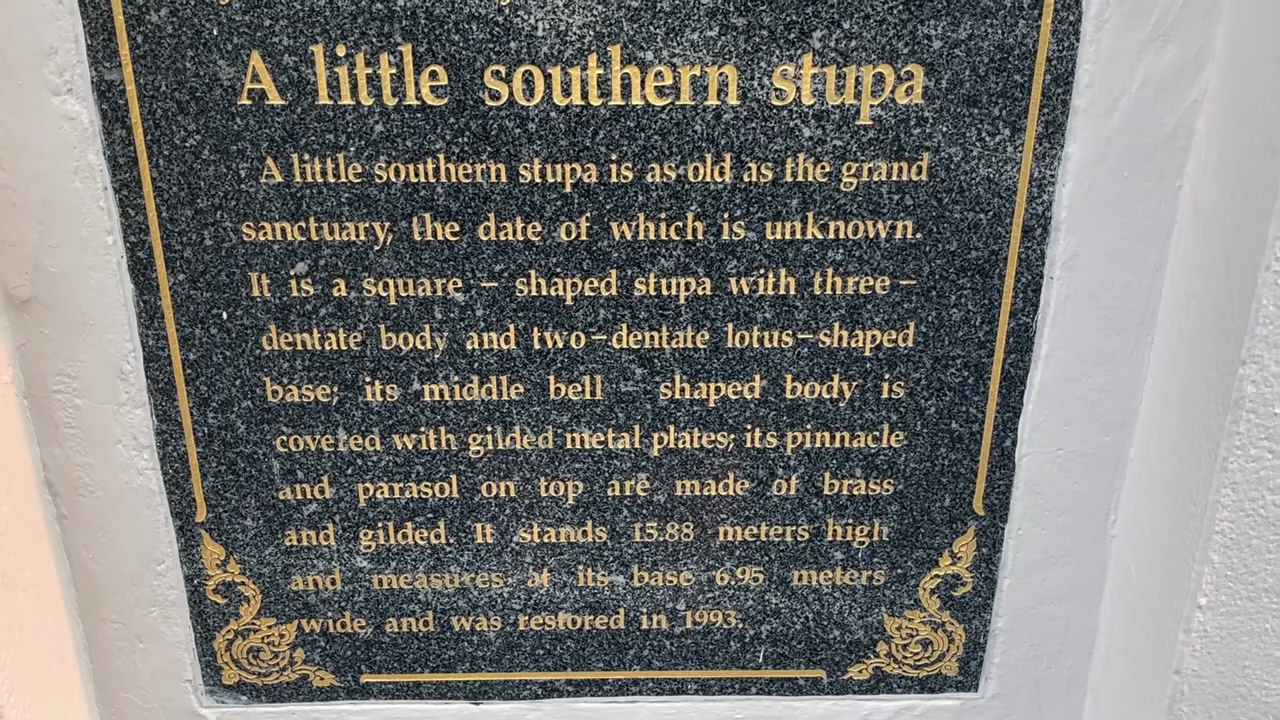 A little southern stupa
A little southern stupa is as old as the grand
sanctuary, the date of which is unknown.
It is a square – shaped stupa with three –
dentate body and two–dentate lotus–shaped
base; its middle bell – shaped body is
covered with gilded metal plates; its pinnacle
and parasol on top are made of brass
and gilded. It stands 15.88 meters high
and measures at its base 6.95 meters
wide, and was restored in 1993.